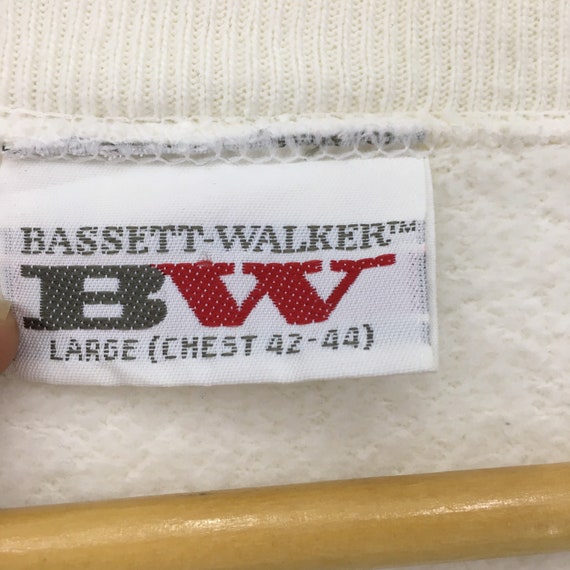 BASSETT-WALKER™
BW
LARGE (CHEST 42-44)